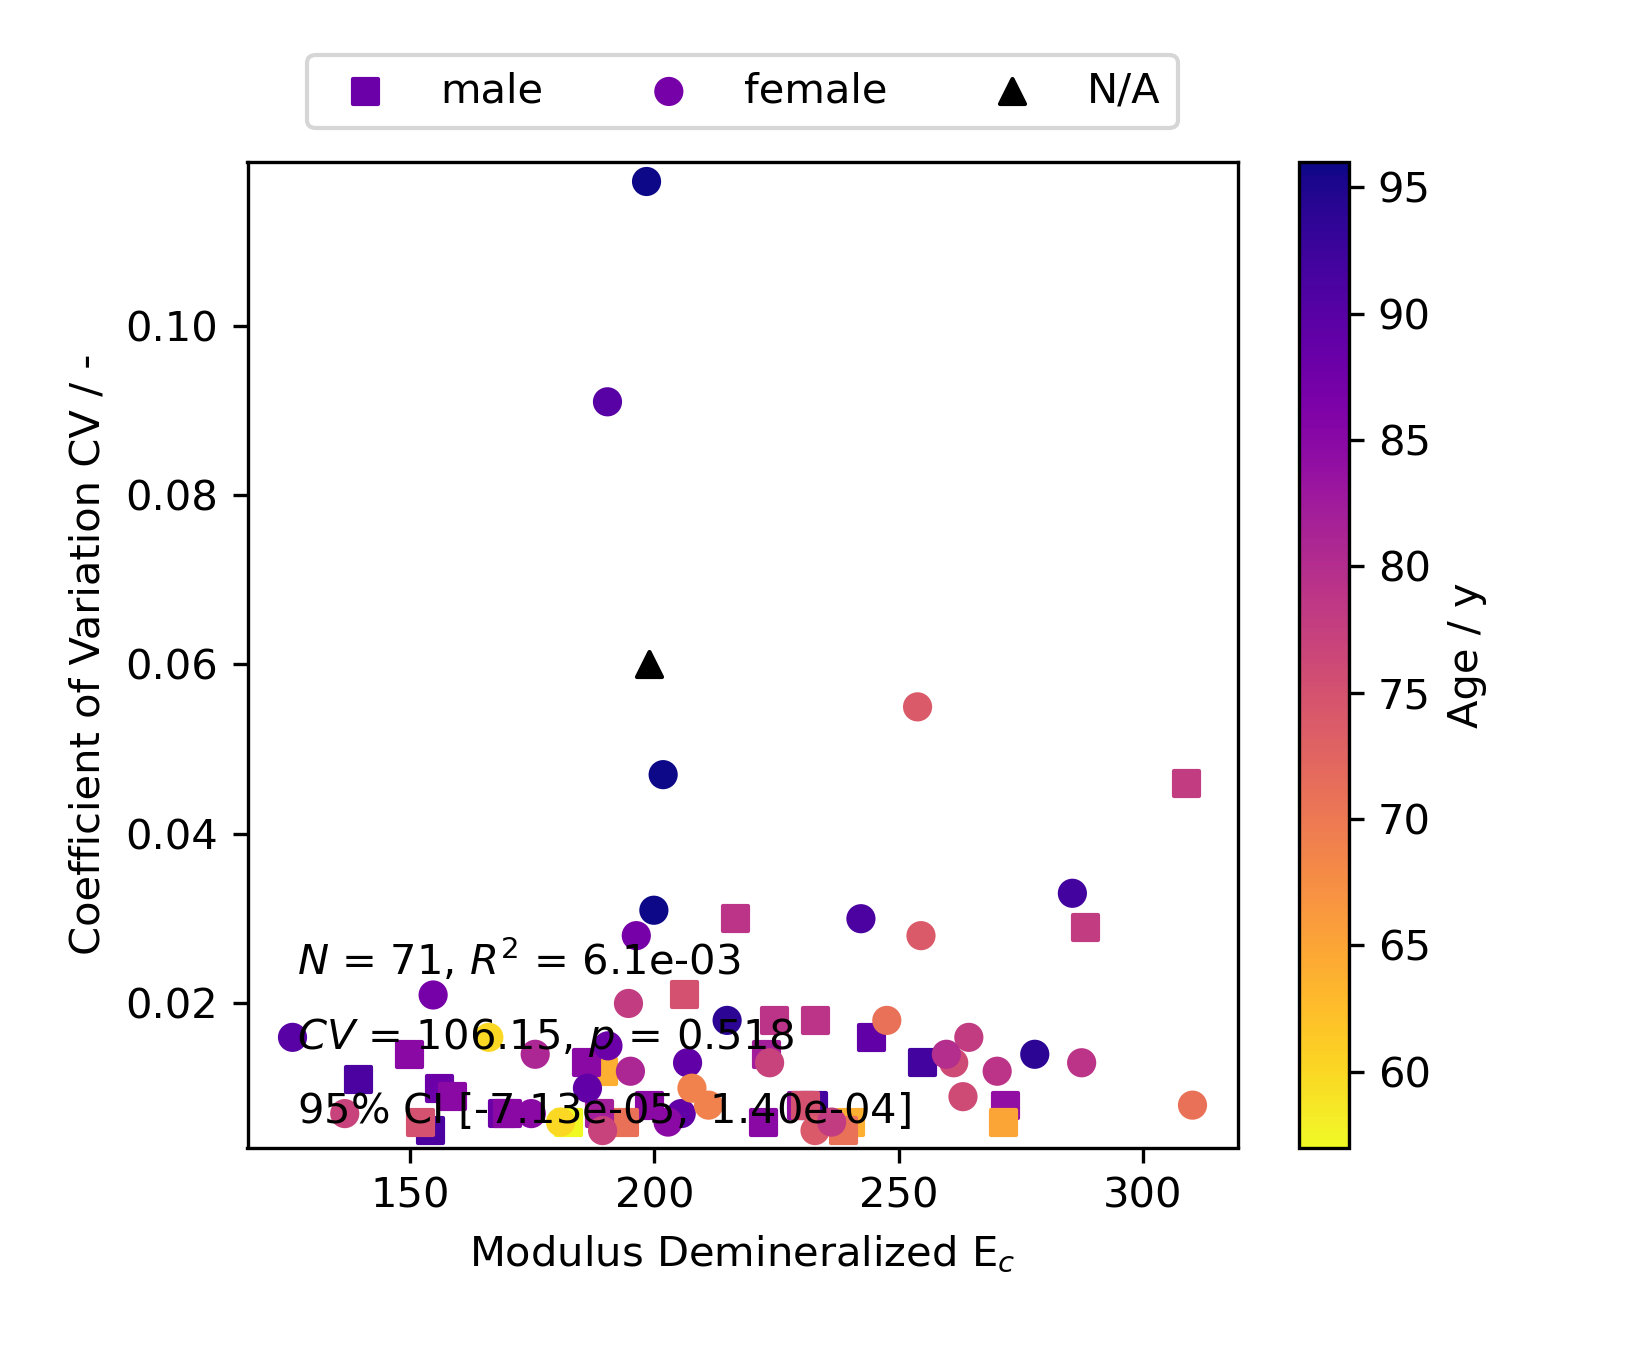 male female N/A
0.10
0.08
0.06
0.04
0.02
Coefficient of Variation CV / -
N = 71, R² = 6.1e-03
CV = 106.15, p = 0.518
95% CI [-7.13e-05, 1.40e-04]
150 200 250 300
Modulus Demineralized E_c
95
90
85
80
75
70
65
60
Age / y